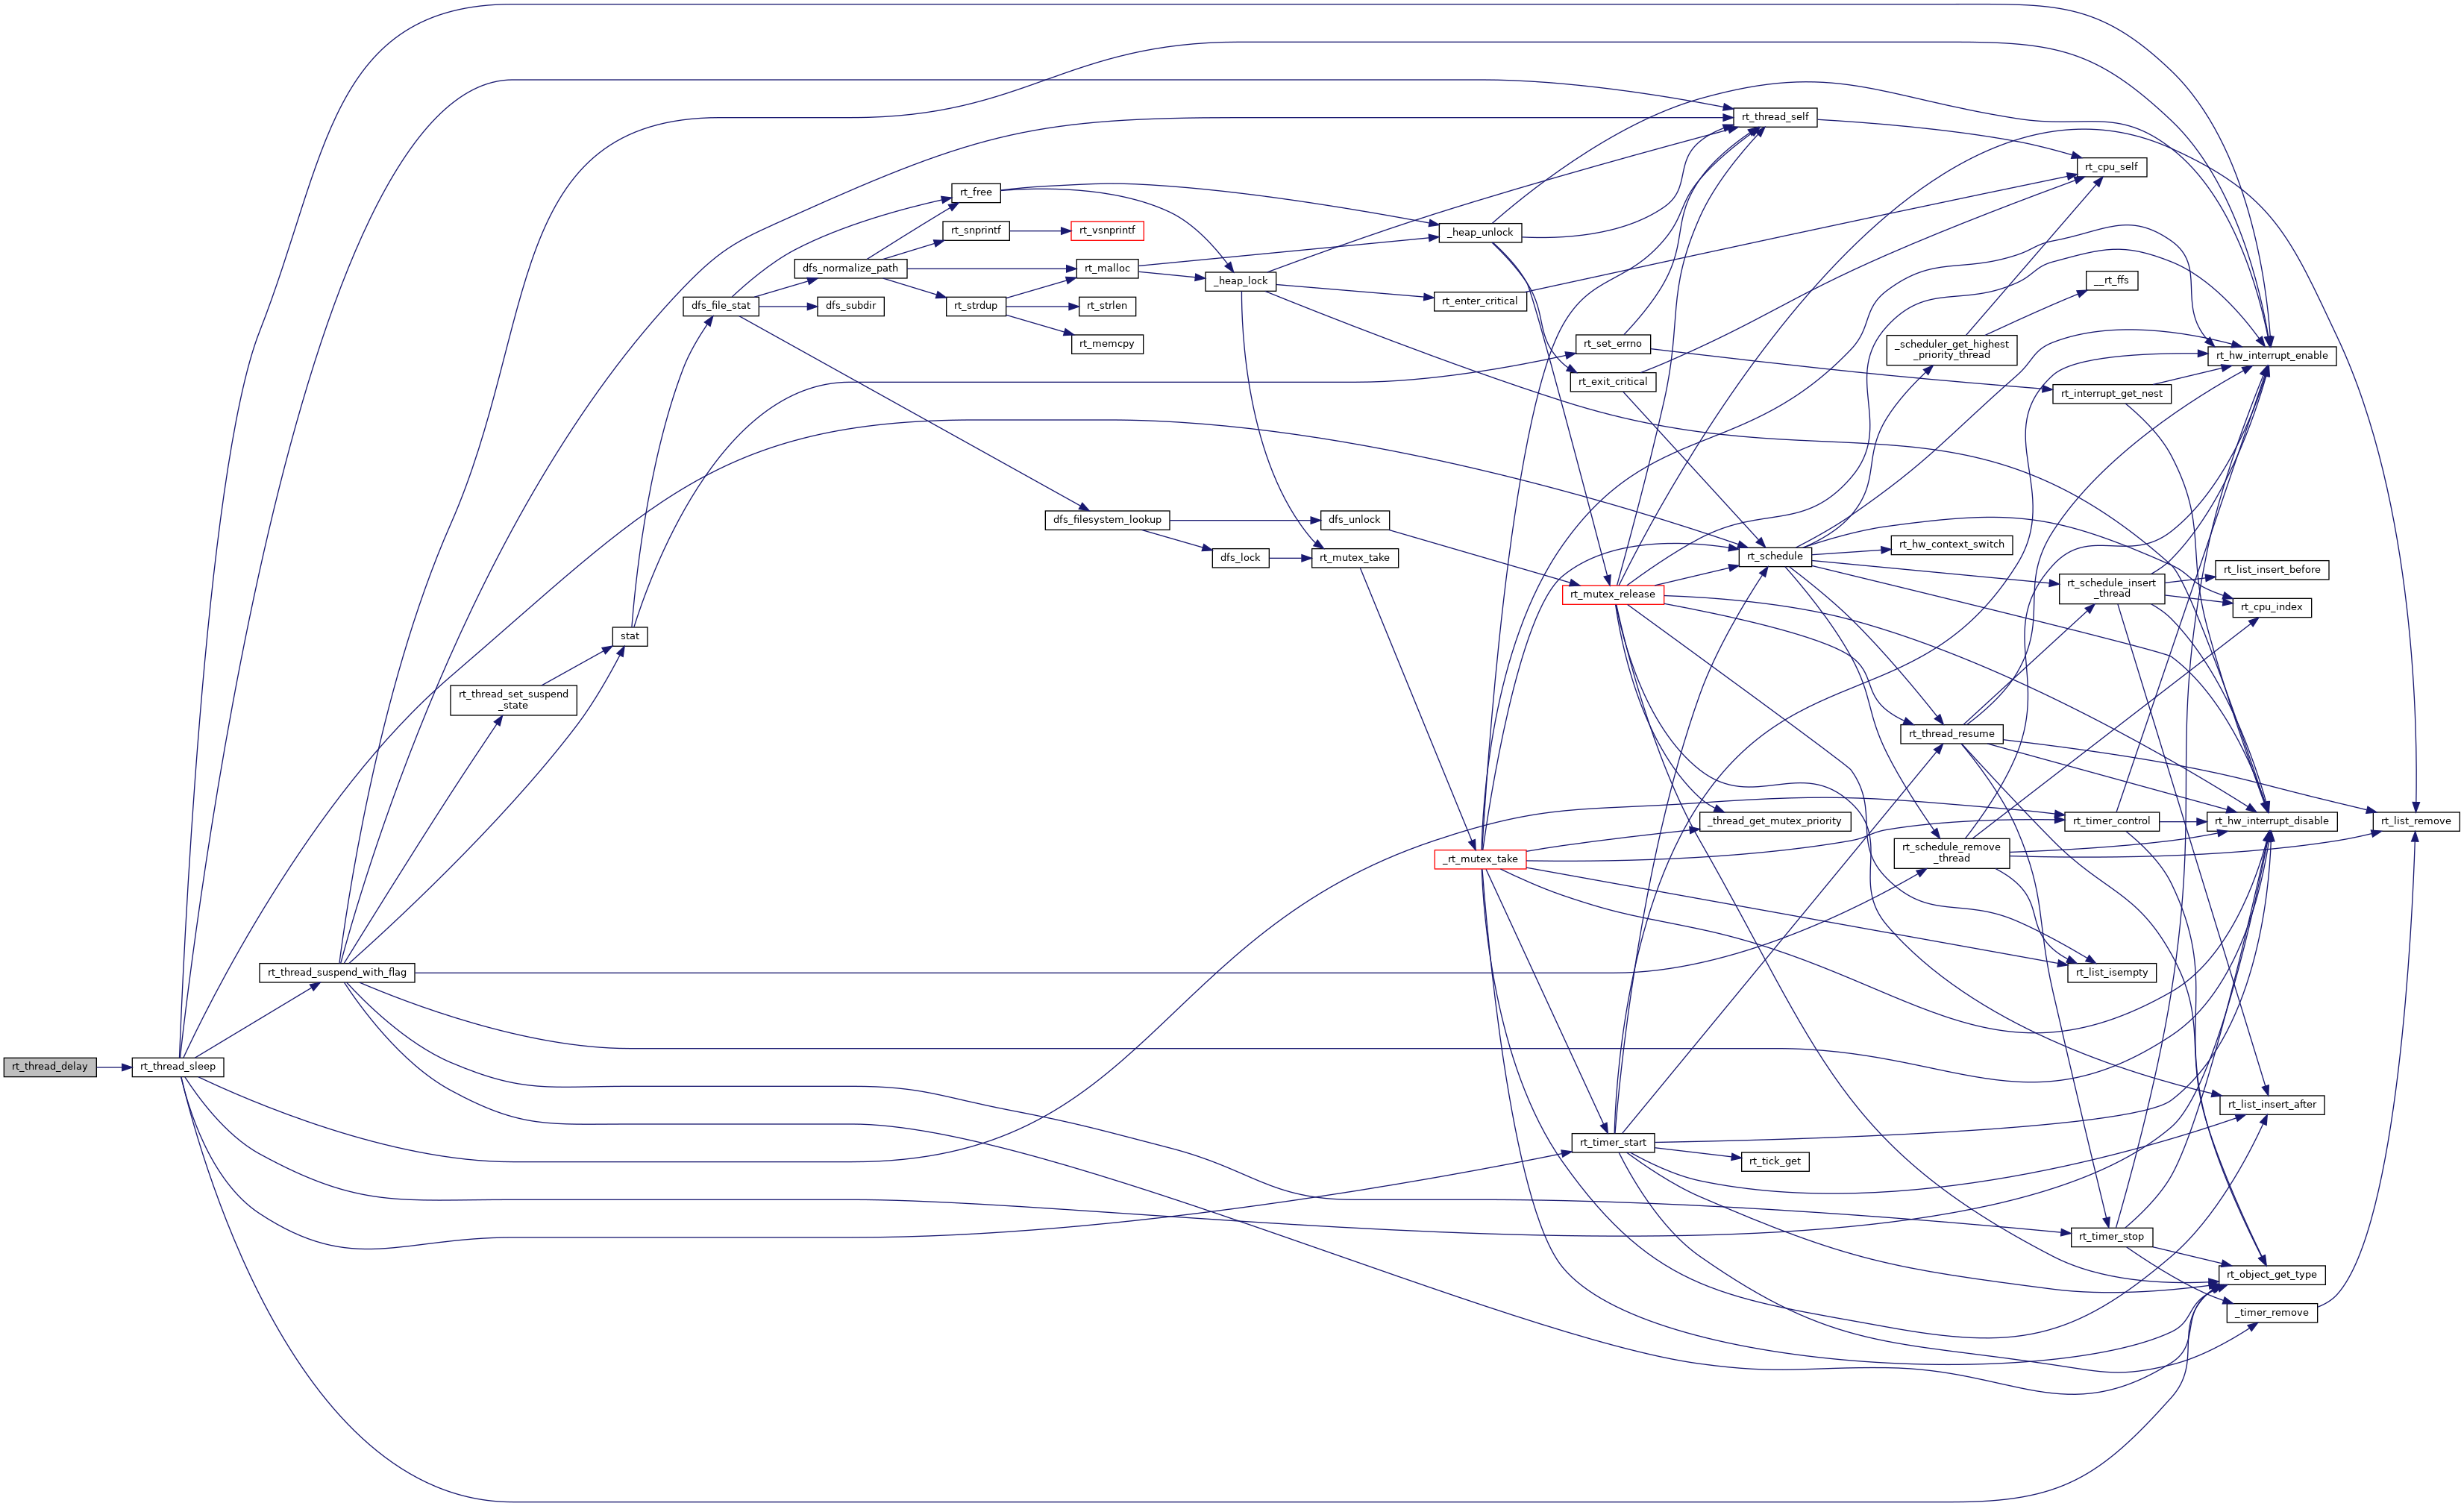 rt_thread_delay
rt_thread_sleep
rt_thread_suspend_with_flag
rt_thread_set_suspend
_state
stat
dfs_file_stat
dfs_normalize_path
dfs_subdir
rt_free
rt_snprintf
rt_strdup
rt_vsnprintf
rt_malloc
rt_strlen
rt_memcpy
dfs_filesystem_lookup
_heap_lock
dfs_lock
dfs_unlock
rt_mutex_take
_heap_unlock
rt_enter_critical
_rt_mutex_take
rt_set_errno
rt_exit_critical
rt_mutex_release
rt_timer_start
rt_thread_self
rt_schedule
_thread_get_mutex_priority
rt_tick_get
_scheduler_get_highest
_priority_thread
rt_hw_context_switch
rt_thread_resume
rt_schedule_remove
_thread
rt_cpu_self
__rt_ffs
rt_interrupt_get_nest
rt_schedule_insert
_thread
rt_timer_control
rt_list_isempty
rt_timer_stop
rt_hw_interrupt_enable
rt_list_insert_before
rt_cpu_index
rt_hw_interrupt_disable
rt_list_insert_after
rt_object_get_type
_timer_remove
rt_list_remove